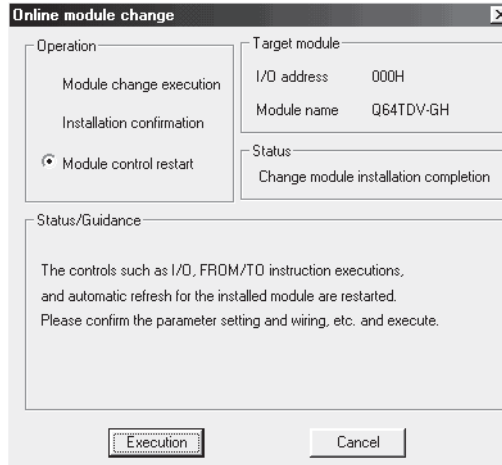 Online module change
Operation
Module change execution
Installation confirmation
Module control restart
Target module
I/O address 000H
Module name Q64TDV-GH
Status
Change module installation completion
Status/Guidance
The controls such as I/O, FROM/TO instruction executions,
and automatic refresh for the installed module are restarted.
Please confirm the parameter setting and wiring, etc. and execute.
Execution
Cancel